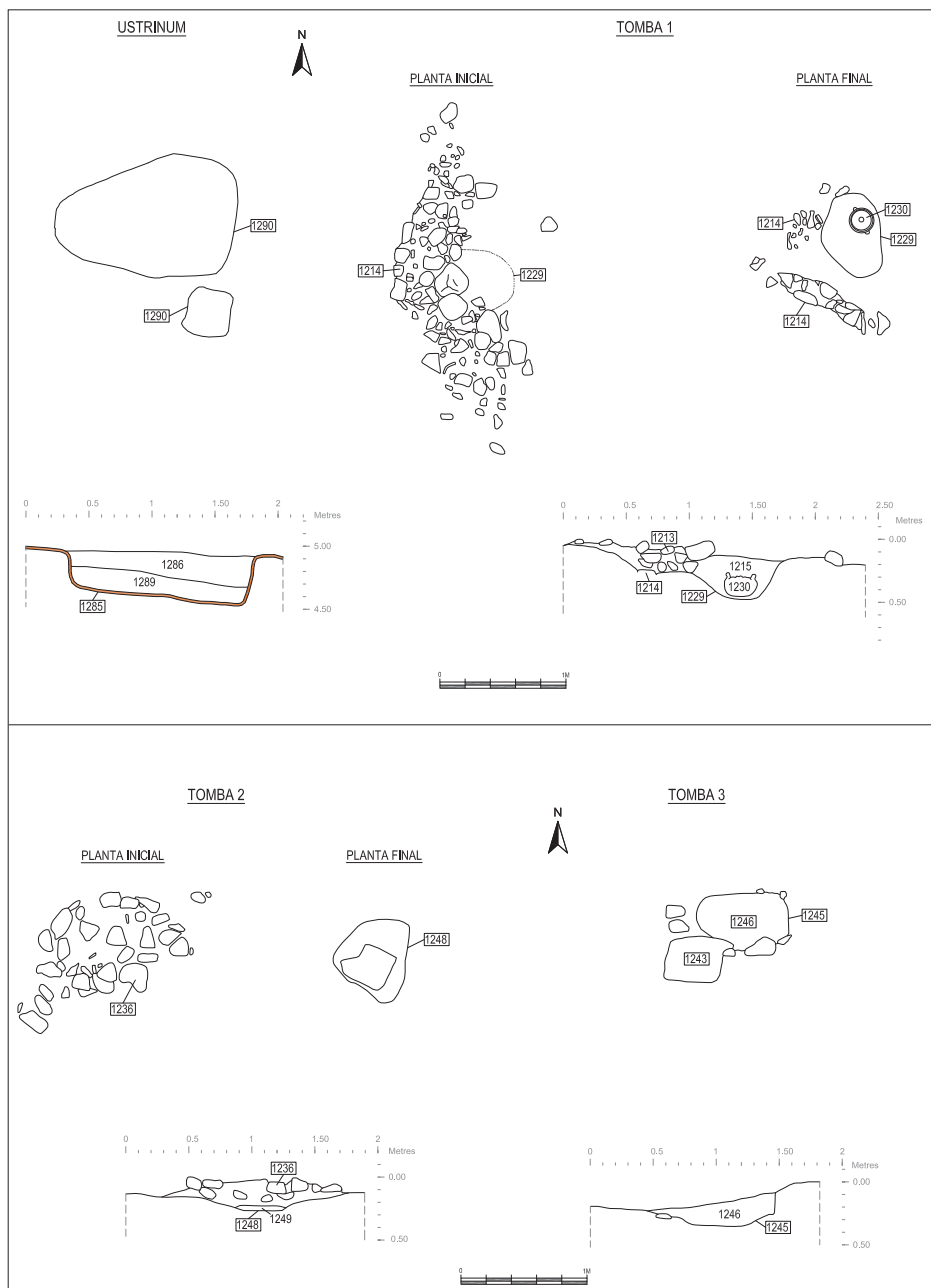 USTRINUM
TOMBA 1
N
PLANTA INICIAL
PLANTA FINAL
1290
1290
1214
1229
1214
1230
1229
1214
0 0.5 1 1.50 2 Metres
5.00
4.50
1286
1289
1285
0 0.5 1 1.50 2 2.50
Metres
0.00
0.50
1213
1215
1214
1229
1230
0 1M
TOMBA 2
TOMBA 3
N
PLANTA INICIAL
PLANTA FINAL
1236
1248
1246
1245
1243
0 0.5 1 1.50 2
Metres
0.00
0.50
1236
1248
1249
0 0.5 1 1.50 2
Metres
0.00
0.50
1246
1245
0 1M